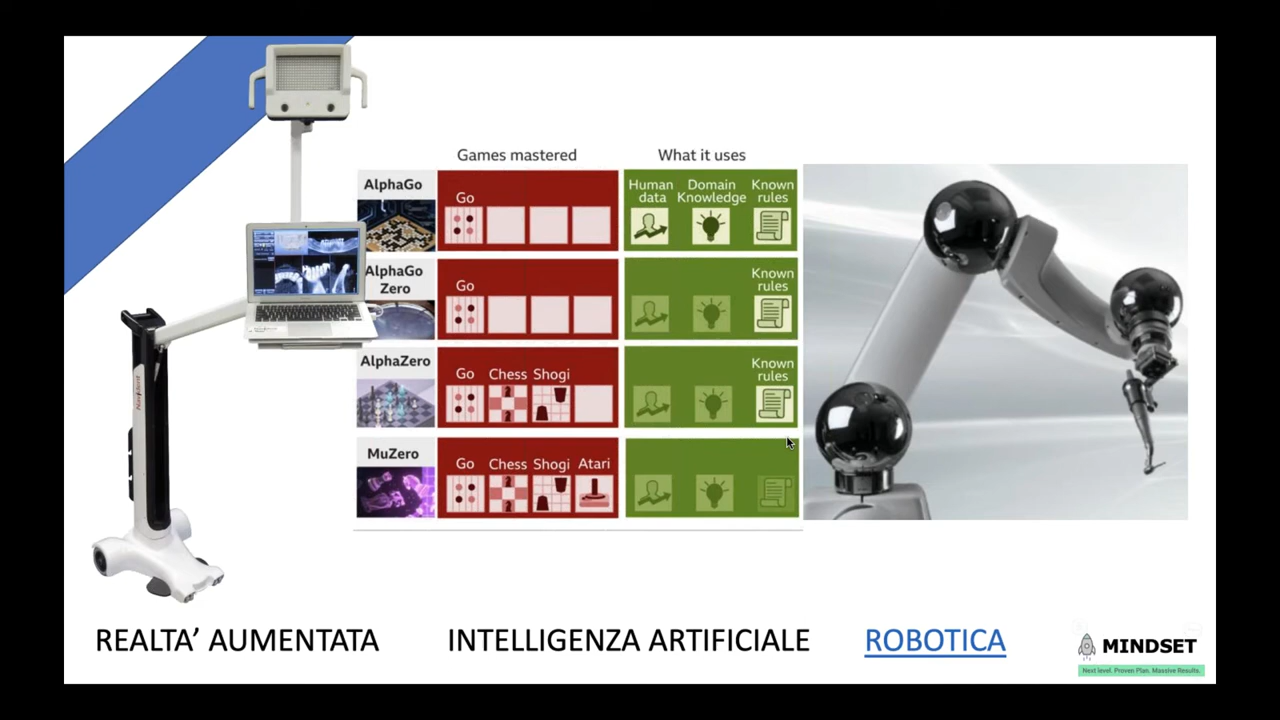 Games mastered
What it uses
AlphaGo
Go
Human data
Domain Knowledge
Known rules
AlphaGo Zero
Go
Known rules
AlphaZero
Go Chess Shogi
Known rules
MuZero
Go Chess Shogi Atari
REALTA’ AUMENTATA
INTELLIGENZA ARTIFICIALE
ROBOTICA
MINDSET
Next level. Proven Plan. Massive Results.